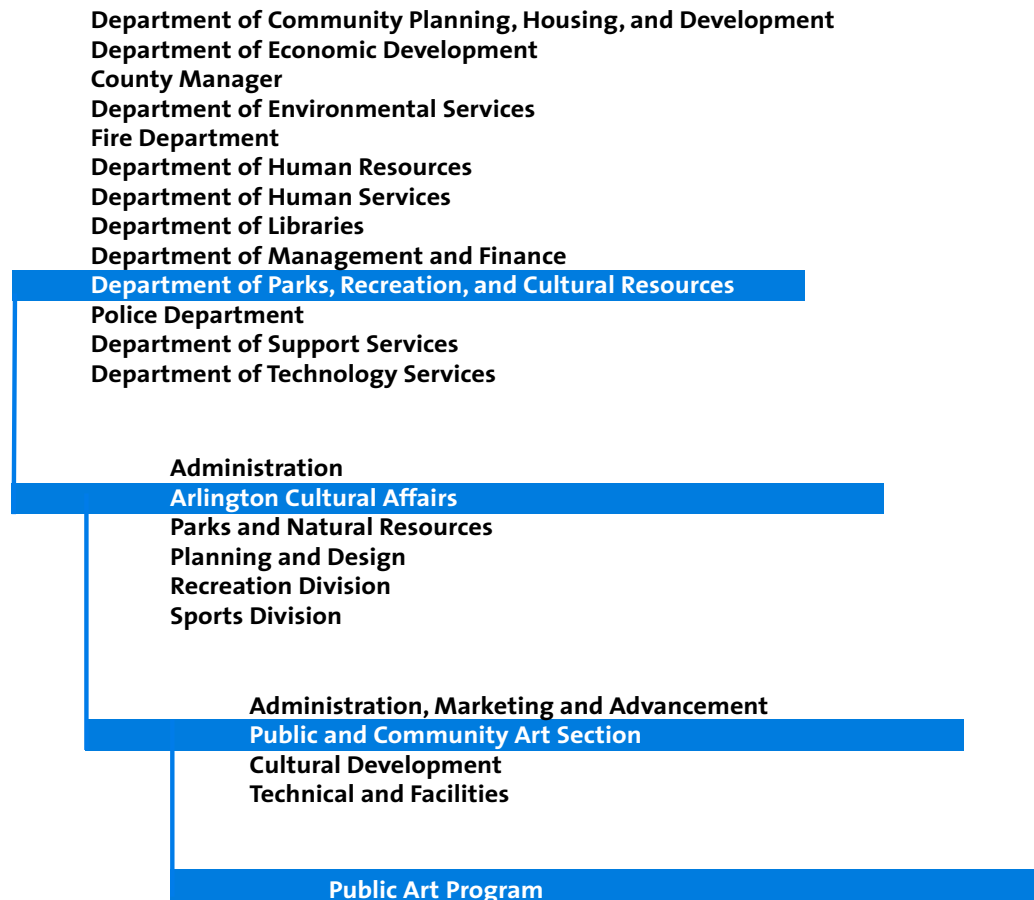 Department of Community Planning, Housing, and Development
Department of Economic Development
County Manager
Department of Environmental Services
Fire Department
Department of Human Resources
Department of Human Services
Department of Libraries
Department of Management and Finance
Department of Parks, Recreation, and Cultural Resources
Police Department
Department of Support Services
Department of Technology Services
Administration
Arlington Cultural Affairs
Parks and Natural Resources
Planning and Design
Recreation Division
Sports Division
Administration, Marketing and Advancement
Public and Community Art Section
Cultural Development
Technical and Facilities
Public Art Program